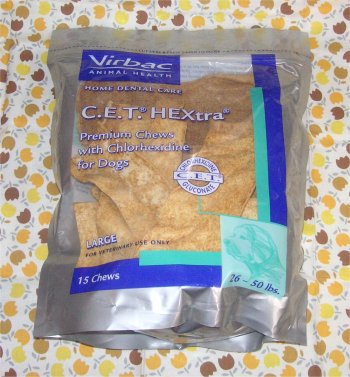 Virbac
ANIMAL HEALTH
HOME DENTAL CARE
C.E.T.® HEXtra®
Premium Chews
with Chlorhexidine
for Dogs
CHLORHEXIDINE
C.E.T.
GLUCONATE
LARGE
FOR VETERINARY USE ONLY
15 Chews
26 – 50 lbs.